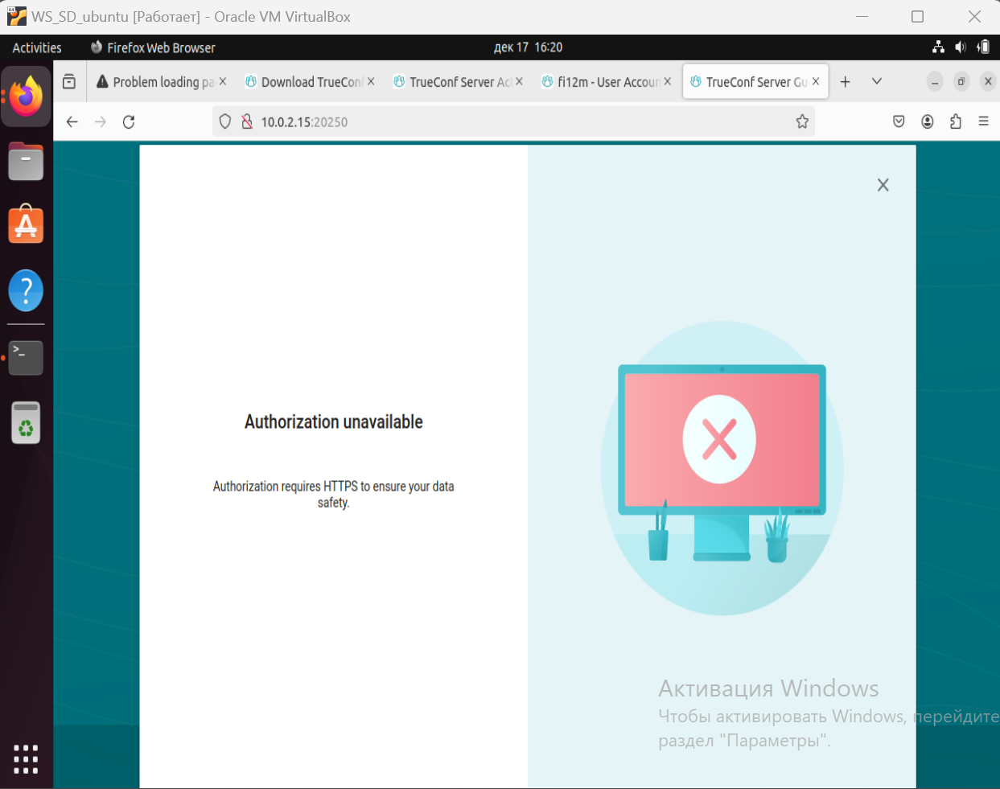 WS_SD_ubuntu [Работает] - Oracle VM VirtualBox
Activities
Firefox Web Browser
дек 17 16:20
Problem loading pa
Download TrueConf
TrueConf Server Ac
fi12m - User Accoun
TrueConf Server Gu
10.0.2.15:20250
Authorization unavailable
Authorization requires HTTPS to ensure your data
safety.
Активация Windows
Чтобы активировать Windows, перейдите
раздел "Параметры".